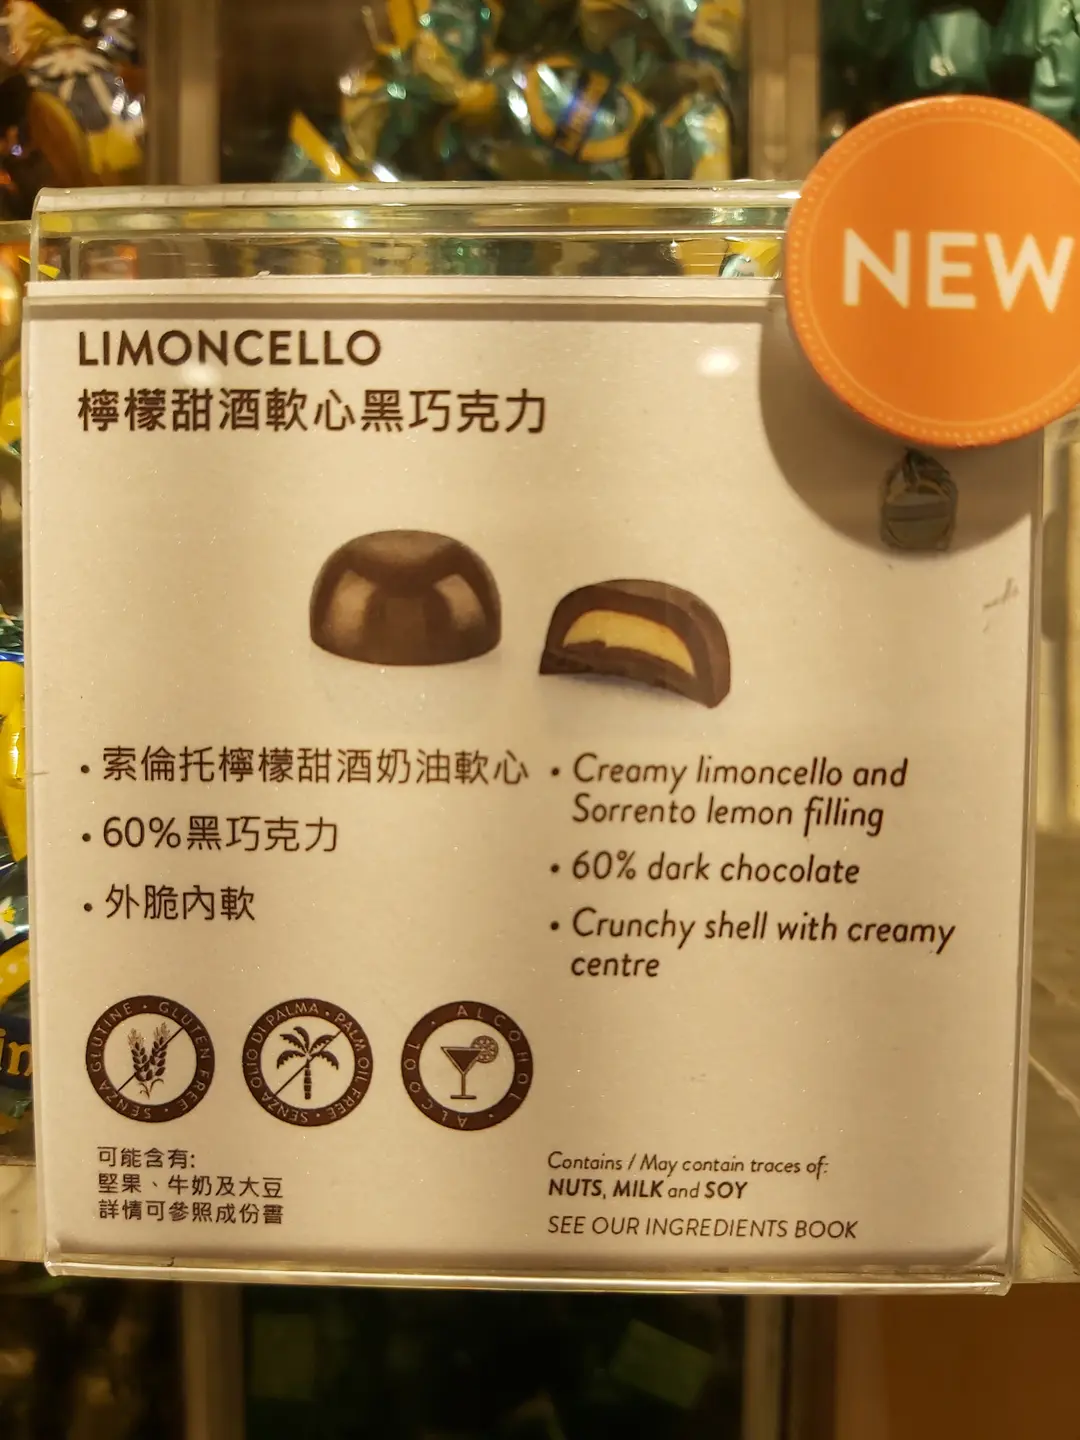 NEW
LIMONCELLO
檸檬甜酒軟心黑巧克力
• 索倫托檸檬甜酒奶油軟心
• 60%黑巧克力
• 外脆內軟
• Creamy limoncello and
Sorrento lemon filling
• 60% dark chocolate
• Crunchy shell with creamy
centre
SENZA GLUTINE • GLUTEN FREE •
SENZA OLIO DI PALMA • PALM OIL FREE •
ALCOOL • ALCOHOL •
可能含有:
堅果、牛奶及大豆
詳情可參照成份書
Contains / May contain traces of:
NUTS, MILK and SOY
SEE OUR INGREDIENTS BOOK